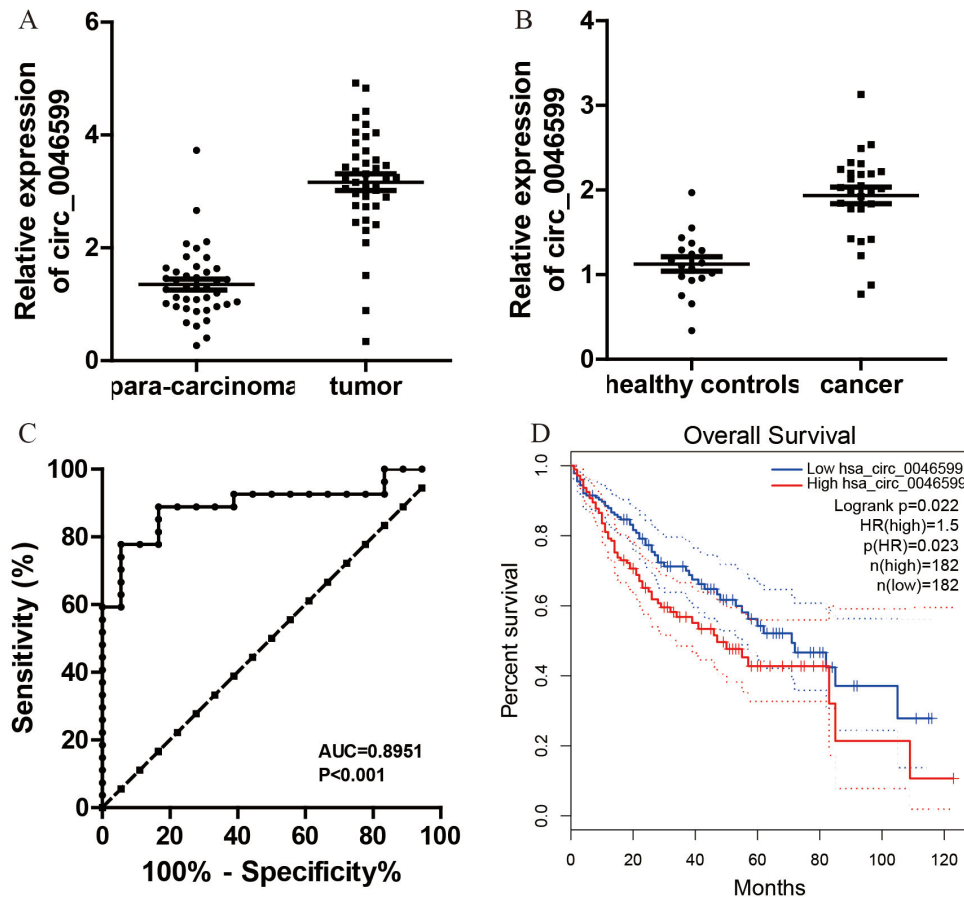 A
Relative expression
of circ_0046599
6
4
2
0
para-carcinoma
tumor
B
Relative expression
of circ_0046599
4
3
2
1
0
healthy controls
cancer
C
Sensitivity (%)
100
80
60
40
20
0
AUC=0.8951
P<0.001
0 20 40 60 80 100
100% - Specificity%
D
Overall Survival
Percent survival
1.0
0.8
0.6
0.4
0.2
0.0
Low hsa_circ_0046599
High hsa_circ_0046599
Logrank p=0.022
HR(high)=1.5
p(HR)=0.023
n(high)=182
n(low)=182
0 20 40 60 80 100 120
Months